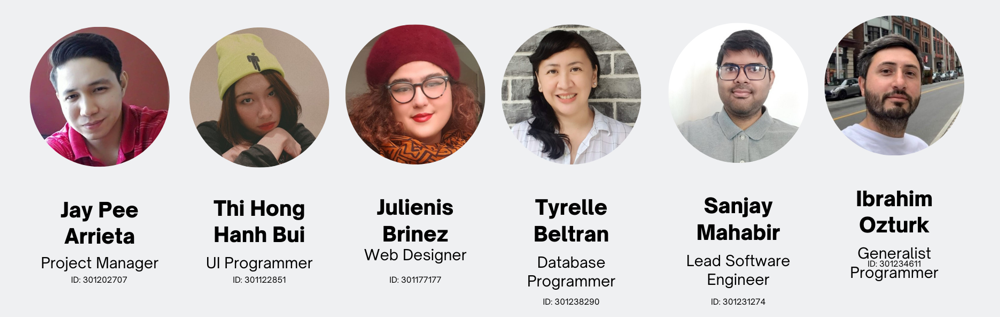 Jay Pee
Arrieta
Project Manager
ID: 301202707
Thi Hong
Hanh Bui
UI Programmer
ID: 301122851
Julienis
Brinez
Web Designer
ID: 301177177
Tyrelle
Beltran
Database
Programmer
ID: 301238290
Sanjay
Mahabir
Lead Software
Engineer
ID: 301231274
Ibrahim
Ozturk
Generalist
ID: 301234611
Programmer